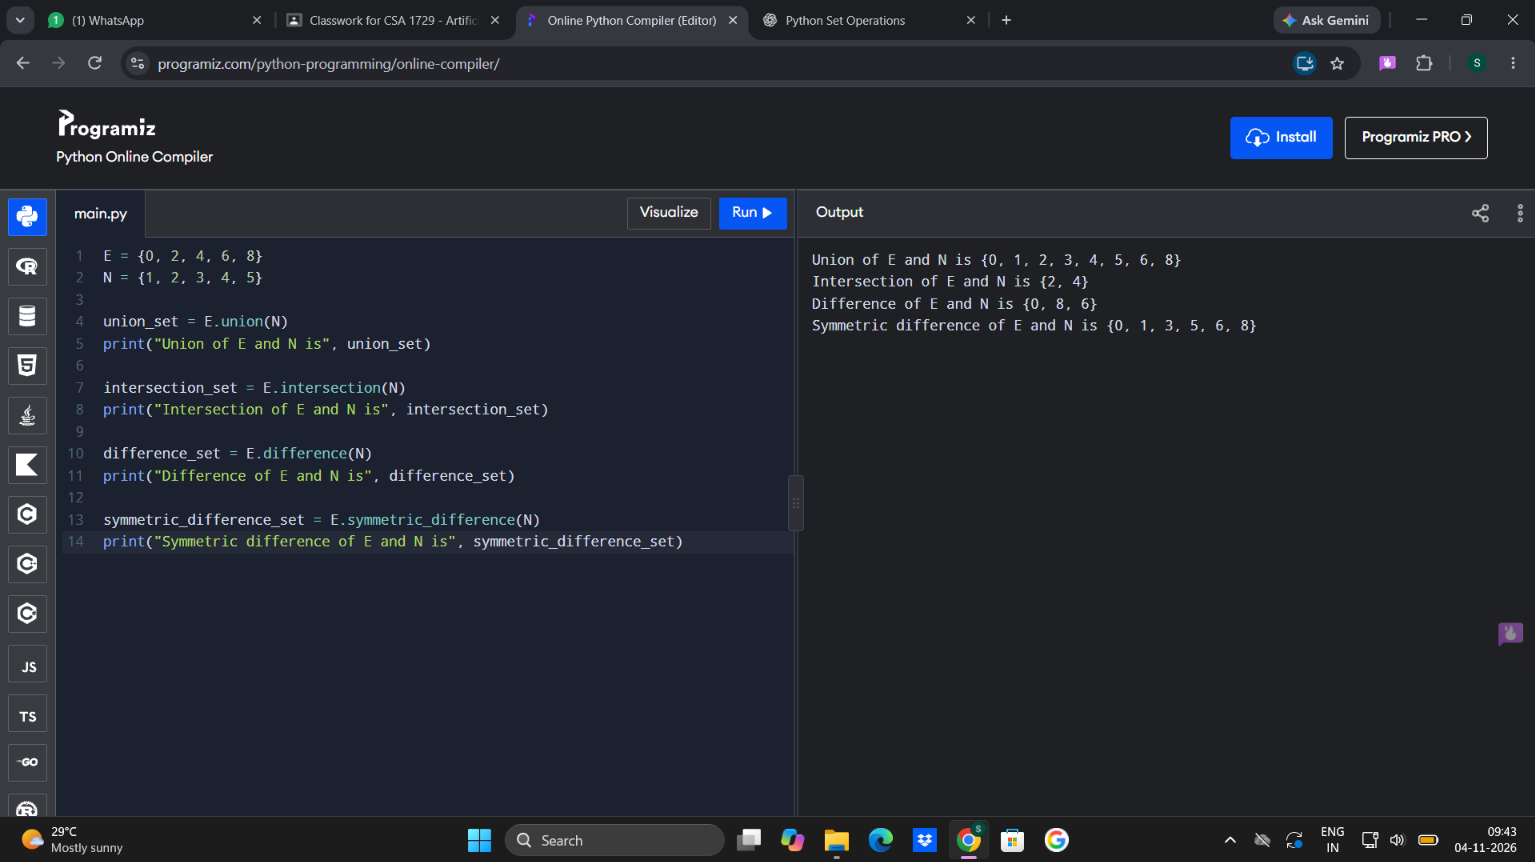 (1) WhatsApp
Classwork for CSA 1729 - Artific
Online Python Compiler (Editor)
Python Set Operations
Ask Gemini
programiz.com/python-programming/online-compiler/
S
Programiz
Python Online Compiler
Install
Programiz PRO
main.py
Visualize
Run
Output
1 E = {0, 2, 4, 6, 8}
2 N = {1, 2, 3, 4, 5}
3
4 union_set = E.union(N)
5 print("Union of E and N is", union_set)
6
7 intersection_set = E.intersection(N)
8 print("Intersection of E and N is", intersection_set)
9
10 difference_set = E.difference(N)
11 print("Difference of E and N is", difference_set)
12
13 symmetric_difference_set = E.symmetric_difference(N)
14 print("Symmetric difference of E and N is", symmetric_difference_set)
Union of E and N is {0, 1, 2, 3, 4, 5, 6, 8}
Intersection of E and N is {2, 4}
Difference of E and N is {0, 8, 6}
Symmetric difference of E and N is {0, 1, 3, 5, 6, 8}
JS
TS
GO
29°C
Mostly sunny
Search
S
ENG
IN
09:43
04-11-2026